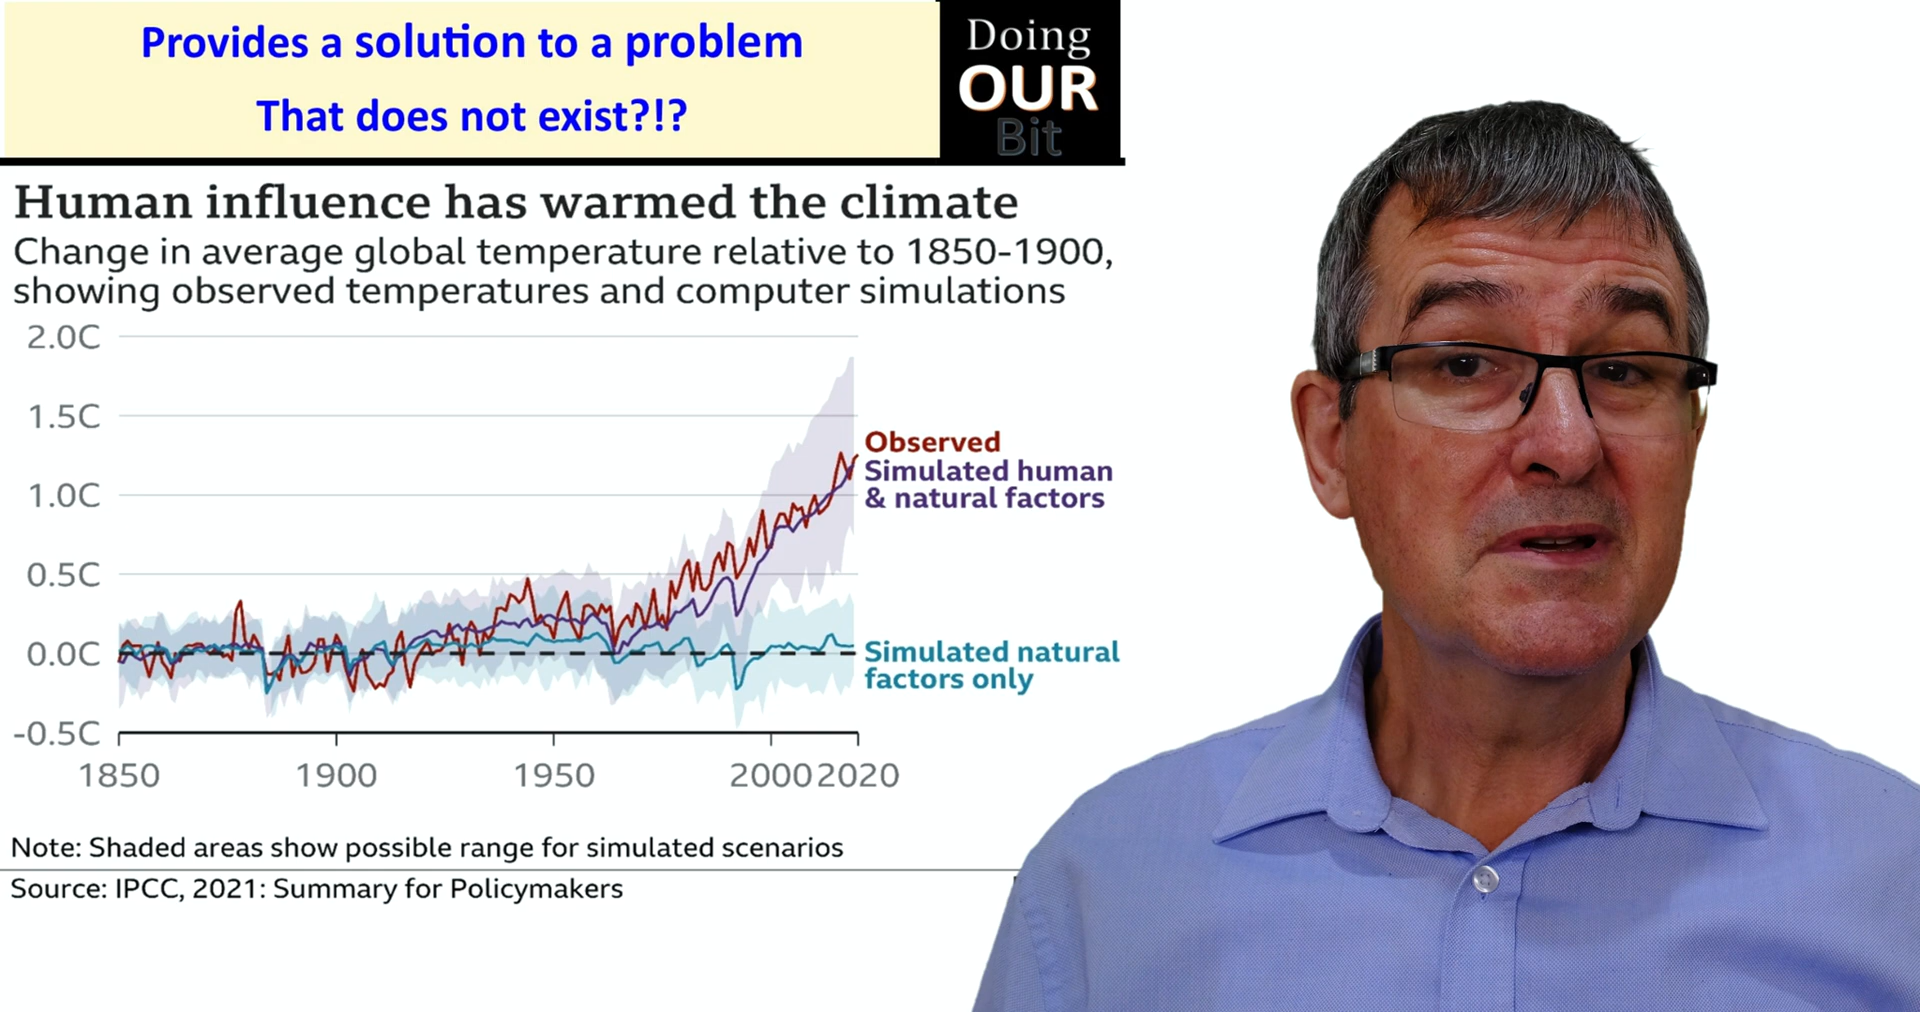 Provides a solution to a problem
That does not exist?!?
Doing
OUR
Bit
Human influence has warmed the climate
Change in average global temperature relative to 1850-1900,
showing observed temperatures and computer simulations
2.0C
1.5C
1.0C
0.5C
0.0C
-0.5C
Observed
Simulated human
& natural factors
Simulated natural
factors only
1850 1900 1950 2000 2020
Note: Shaded areas show possible range for simulated scenarios
Source: IPCC, 2021: Summary for Policymakers